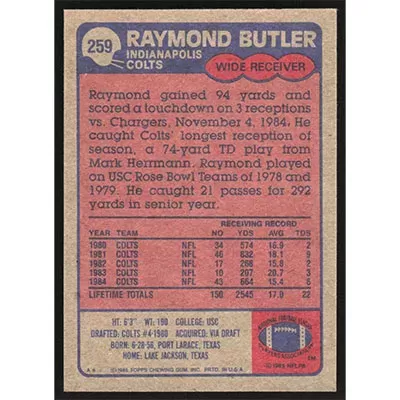 259
RAYMOND BUTLER
INDIANAPOLIS
COLTS
WIDE RECEIVER
Raymond gained 94 yards and
scored a touchdown on 3 receptions
vs. Chargers, November 4, 1984. He
caught Colts' longest reception of
season, a 74-yard TD play from
Mark Herrmann. Raymond played
on USC Rose Bowl Teams of 1978 and
1979. He caught 21 passes for 292
yards in senior year.
RECEIVING RECORD
YEAR TEAM NO YDS AVG TDS
1980 COLTS NFL 34 574 16.9 2
1981 COLTS NFL 46 832 18.1 9
1982 COLTS NFL 17 268 15.8 2
1983 COLTS NFL 10 207 20.7 3
1984 COLTS NFL 43 664 15.4 6
LIFETIME TOTALS 150 2545 17.0 22
HT: 6'3" WT: 190 COLLEGE: USC
DRAFTED: COLTS #4-1980 ACQUIRED: VIA DRAFT
BORN: 6-28-56, PORT LARACE, TEXAS
HOME: LAKE JACKSON, TEXAS
© 1985 TOPPS CHEWING GUM, INC. PRTD. IN U.S.A.
NATIONAL FOOTBALL LEAGUE
PLAYERS ASSOCIATION
© 1985 NFLPA